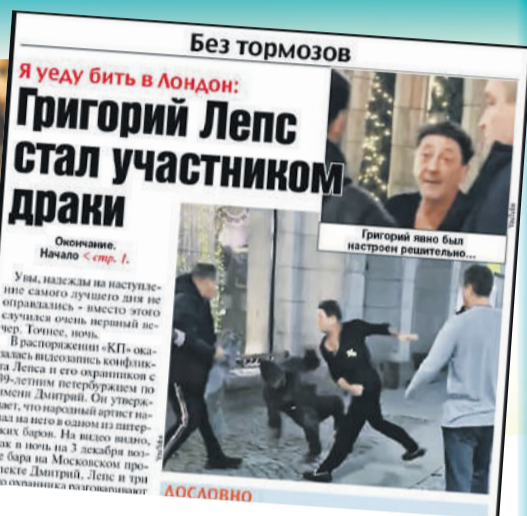 Без тормозов
Я уеду бить в Лондон:
Григорий Лепс
стал участником
драки
Григорий явно был
настроен решительно...
YouTube
Окончание.
Начало < стр. 1.
Увы, надежды на наступле-
ние самого лучшего дня не
оправдались - вместо этого
случился очень нервный ве-
чер. Точнее, ночь.
В распоряжении «КП» ока-
залась видеозапись конфлик-
та Лепса и его охранников с
39-летним петербуржцем по
имени Дмитрий. Он утверж-
дает, что народный артист на-
пал на него в одном из питер-
ских баров. На видео видно,
как в ночь на 3 декабря воз-
ле бара на Московском про-
спекте Дмитрий, Лепс и три
его охранника разговаривают
YouTube
ДОСЛОВНО